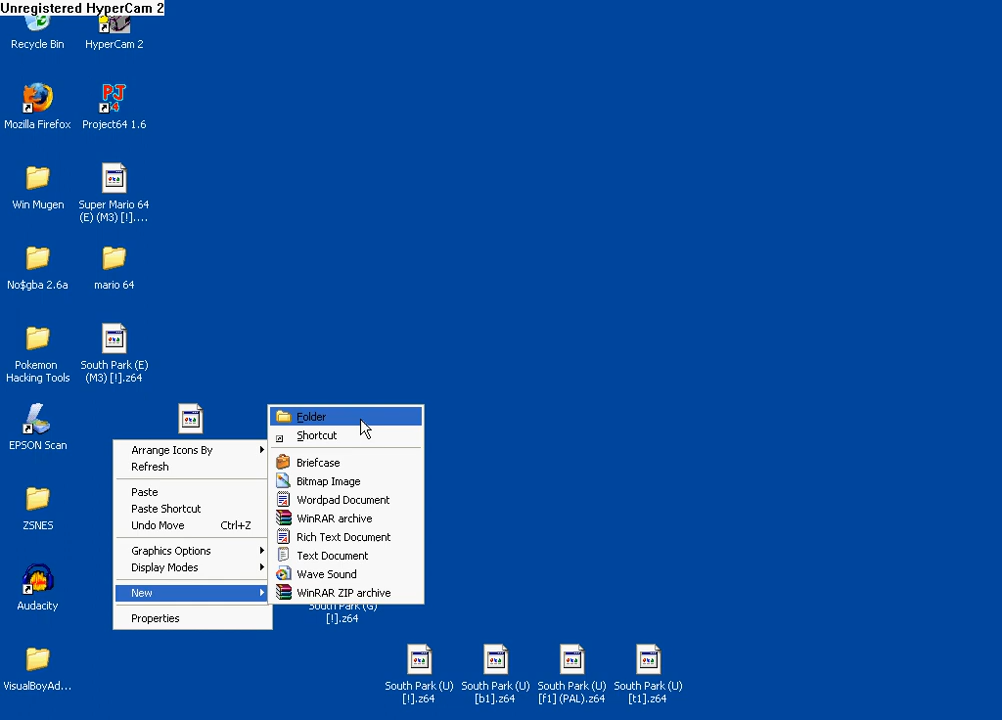 Unregistered HyperCam 2
Recycle Bin
HyperCam 2
Mozilla Firefox
Project64 1.6
Win Mugen
Super Mario 64
(E) (M3) [!]....
No$gba 2.6a
mario 64
Pokemon
Hacking Tools
South Park (E)
(M3) [!].z64
EPSON Scan
ZSNES
Audacity
VisualBoyAd...
Arrange Icons By
Refresh
Paste
Paste Shortcut
Undo Move Ctrl+Z
Graphics Options
Display Modes
New
Properties
Folder
Shortcut
Briefcase
Bitmap Image
Wordpad Document
WinRAR archive
Rich Text Document
Text Document
Wave Sound
WinRAR ZIP archive
South Park (G)
[!].z64
South Park (U)
[!].z64
South Park (U)
[b1].z64
South Park (U)
[f1] (PAL).z64
South Park (U)
[t1].z64